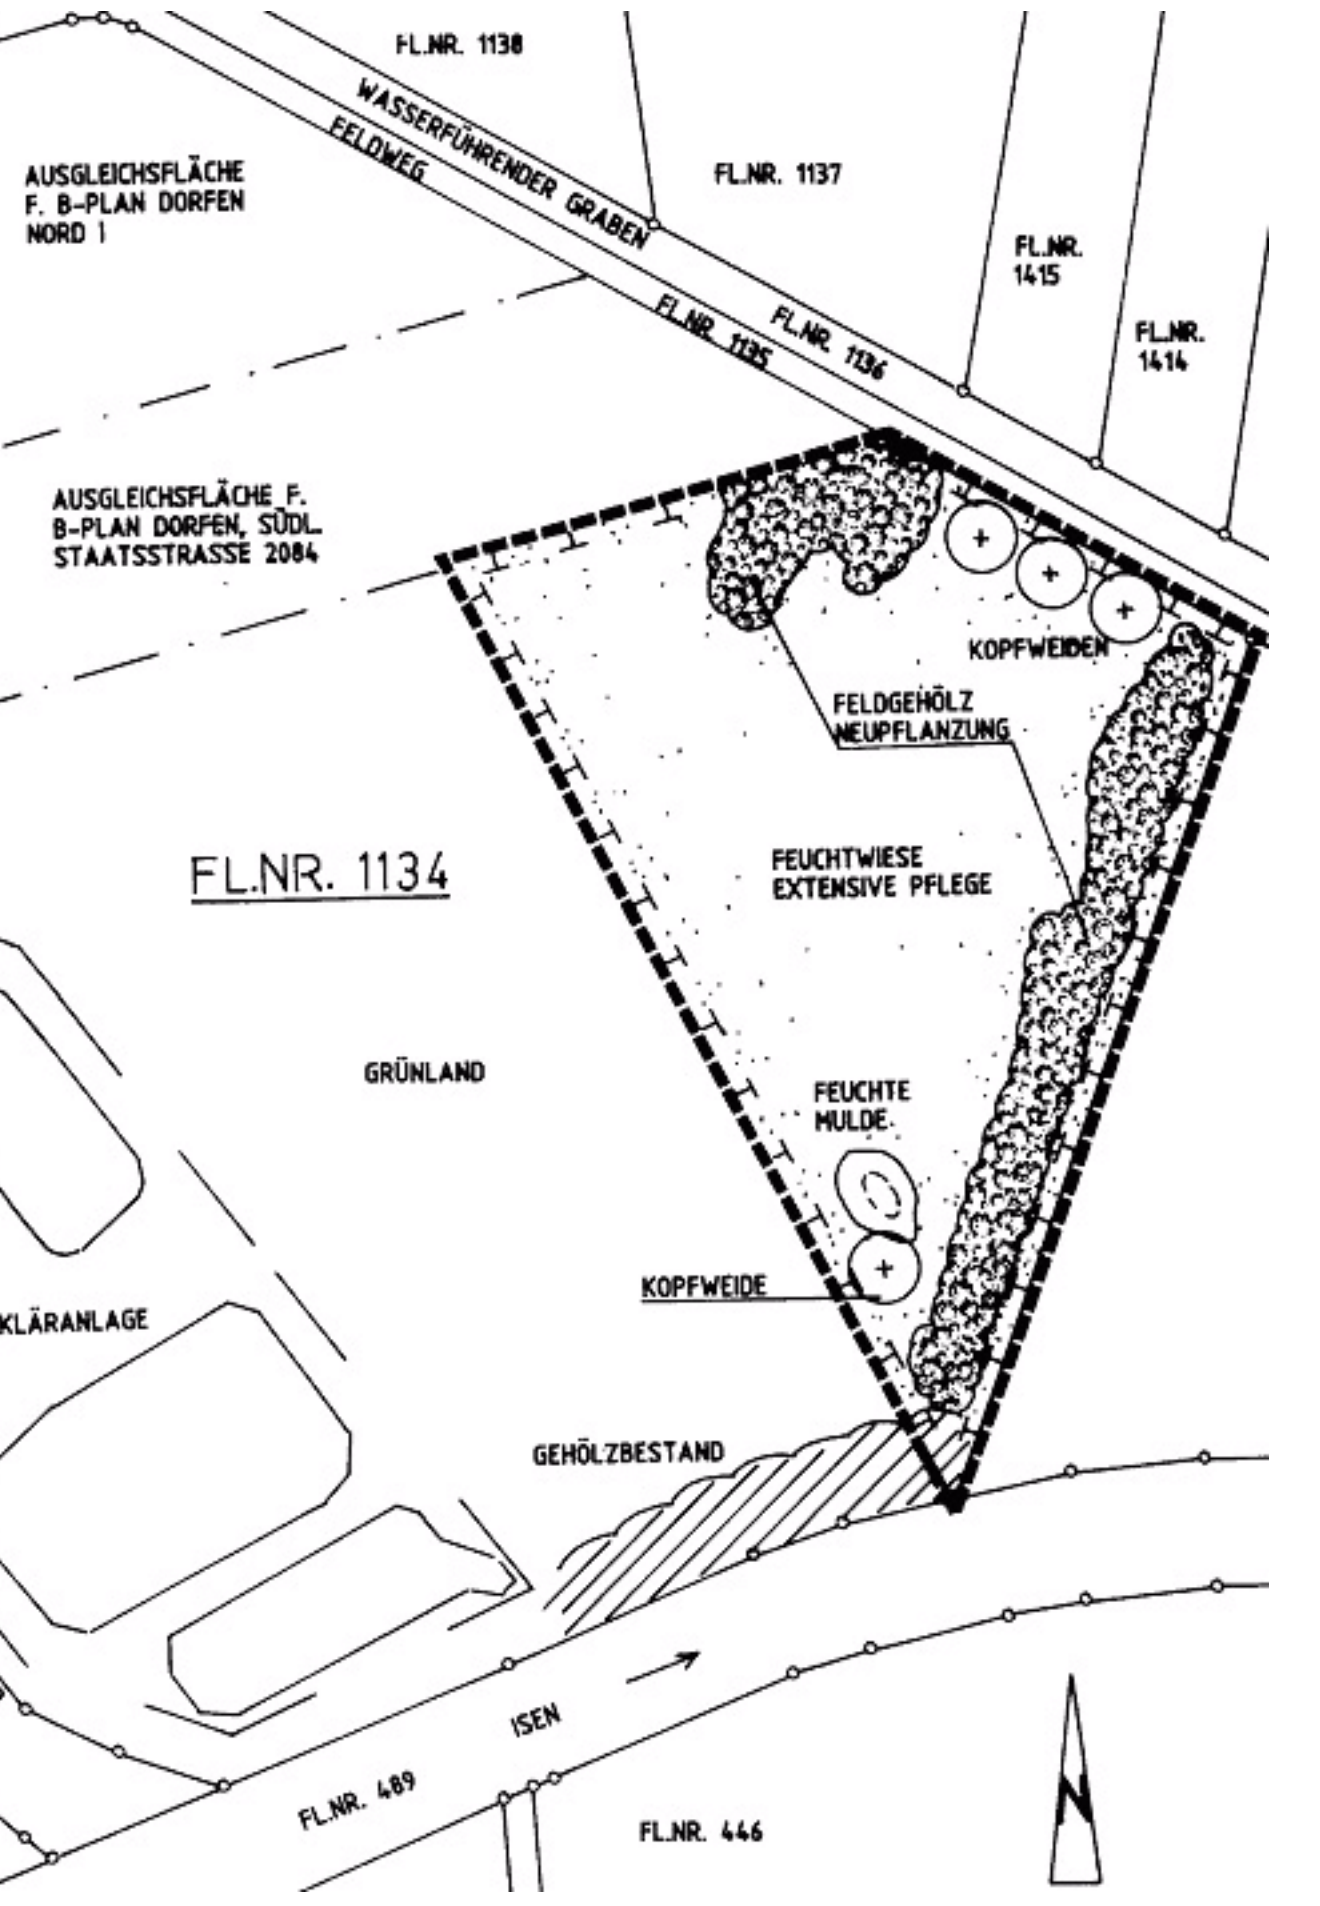 FL.NR. 1138
WASSERFÜHRENDER GRABEN
FELDWEG
AUSGLEICHSFLÄCHE
F. B-PLAN DORFEN
NORD I
FL.NR. 1137
FL.NR.
1415
FL.NR. 1135
FL.NR. 1136
FL.NR.
1414
AUSGLEICHSFLÄCHE F.
B-PLAN DORFEN, SÜDL.
STAATSSTRASSE 2084
KOPFWEIDEN
FELDGEHÖLZ
NEUPFLANZUNG
FL.NR. 1134
FEUCHTWIESE
EXTENSIVE PFLEGE
GRÜNLAND
FEUCHTE
MULDE
KOPFWEIDE
KLÄRANLAGE
GEHÖLZBESTAND
ISEN
FL.NR. 489
FL.NR. 446
N